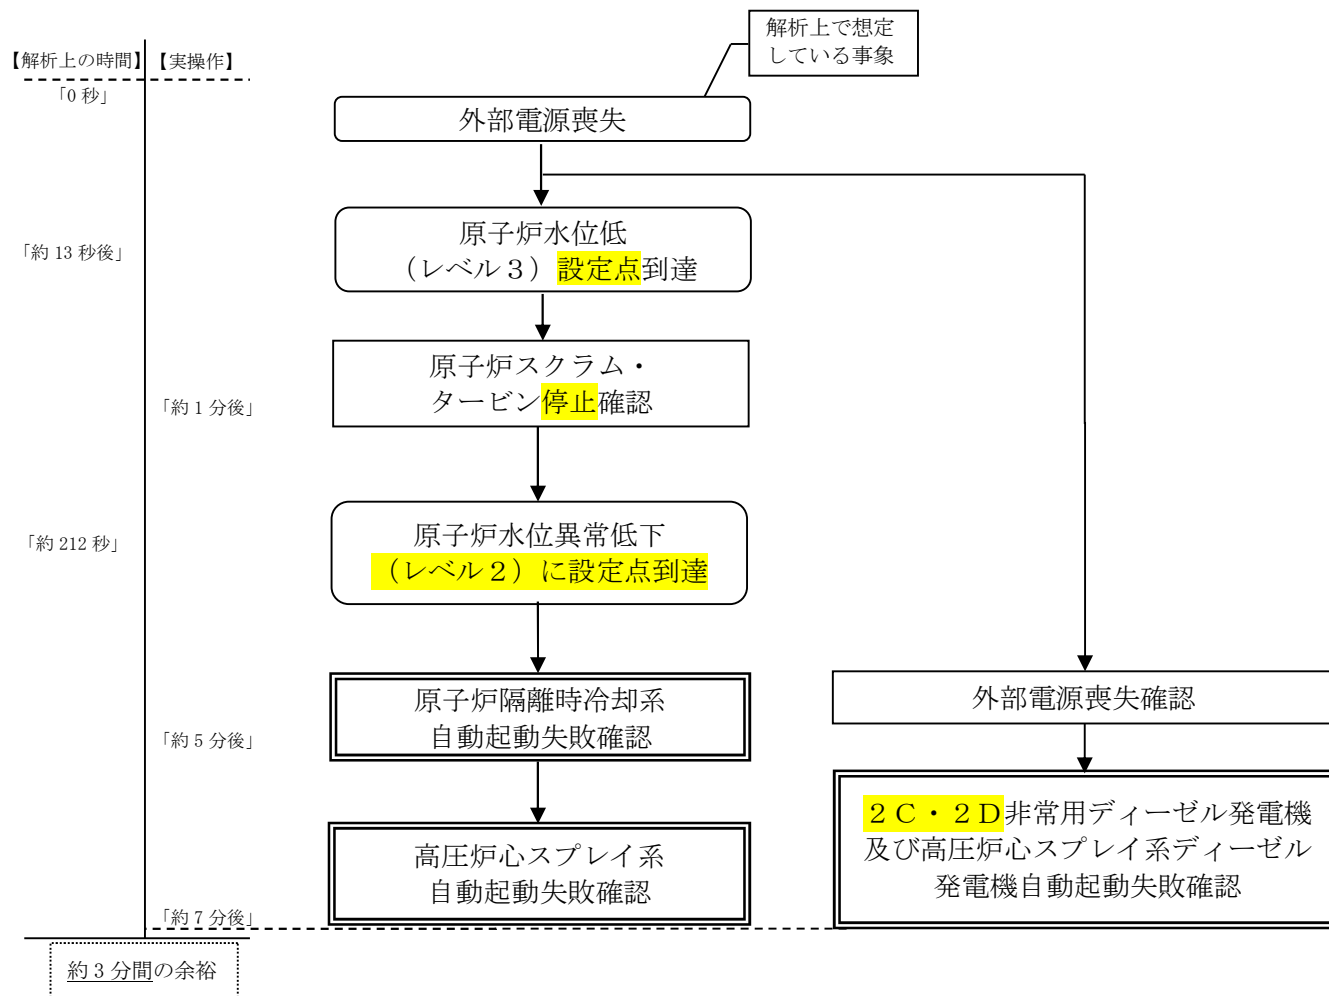 解析上で想定
している事象
【解析上の時間】
【実操作】
「0 秒」
外部電源喪失
「約 13 秒後」
原子炉水位低
（レベル３）設定点到達
原子炉スクラム・
タービン停止確認
「約 1 分後」
「約 212 秒」
原子炉水位異常低下
（レベル２）に設定点到達
原子炉隔離時冷却系
自動起動失敗確認
「約 5 分後」
外部電源喪失確認
高圧炉心スプレイ系
自動起動失敗確認
２Ｃ・２Ｄ非常用ディーゼル発電機
及び高圧炉心スプレイ系ディーゼル
発電機自動起動失敗確認
「約 7 分後」
約 3 分間の余裕